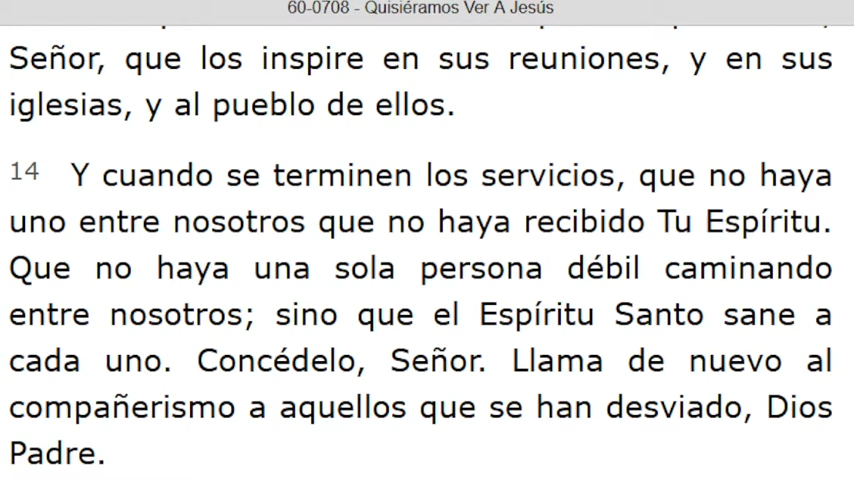 60-0708 - Quisiéramos Ver A Jesús
Señor, que los inspire en sus reuniones, y en sus
iglesias, y al pueblo de ellos.
14 Y cuando se terminen los servicios, que no haya
uno entre nosotros que no haya recibido Tu Espíritu.
Que no haya una sola persona débil caminando
entre nosotros; sino que el Espíritu Santo sane a
cada uno. Concédelo, Señor. Llama de nuevo al
compañerismo a aquellos que se han desviado, Dios
Padre.